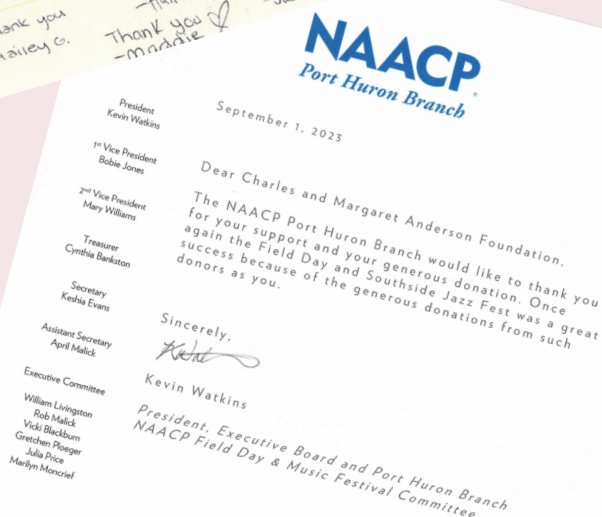 Thank you
-Maddie
NAACP
Port Huron Branch
September 1, 2023
President
Kevin Watkins
1st Vice President
Bobie Jones
2nd Vice President
Mary Williams
Treasurer
Cynthia Bankston
Secretary
Keshia Evans
Assistant Secretary
April Malick
Executive Committee
William Livingston
Rob Malick
Vicki Blackburn
Gretchen Ploeger
Julia Price
Marilyn Moncrief
Dear Charles and Margaret Anderson Foundation,
The NAACP Port Huron Branch would like to thank you
for your support and your generous donation. Once
again the Field Day and Southside Jazz Fest was a great
success because of the generous donations from such
donors as you.
Sincerely,
Kevin Watkins
President, Executive Board and Port Huron Branch
NAACP Field Day & Music Festival Committee